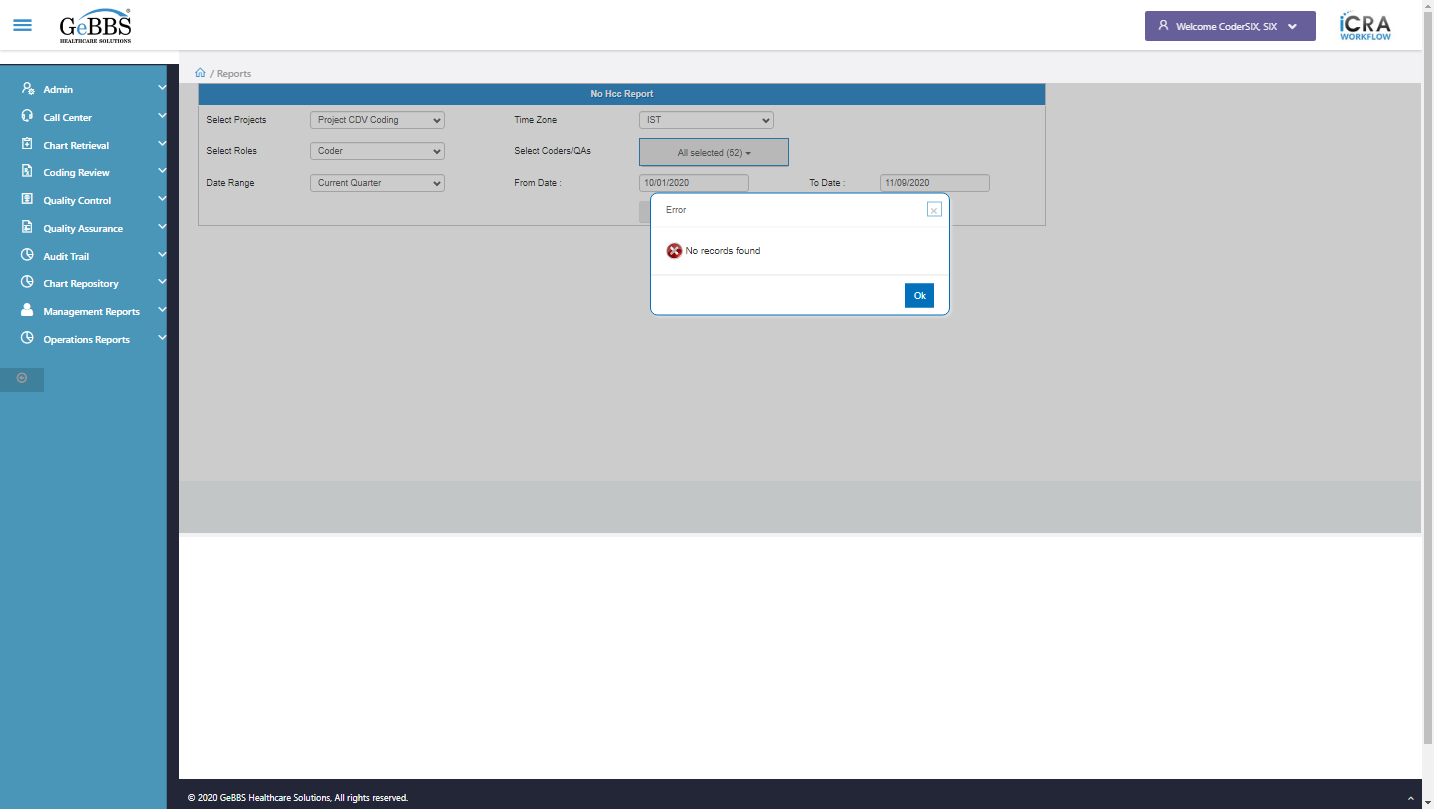 GeBBS®
HEALTHCARE SOLUTIONS
Welcome CoderSIX, SIX
iCRA
WORKFLOW
/ Reports
Admin
Call Center
Chart Retrieval
Coding Review
Quality Control
Quality Assurance
Audit Trail
Chart Repository
Management Reports
Operations Reports
No Hcc Report
Select Projects Project CDV Coding Time Zone IST
Select Roles Coder Select Coders/QAs All selected (52)
Date Range Current Quarter From Date : 10/01/2020 To Date : 11/09/2020
Error
No records found
Ok
© 2020 GeBBS Healthcare Solutions, All rights reserved.